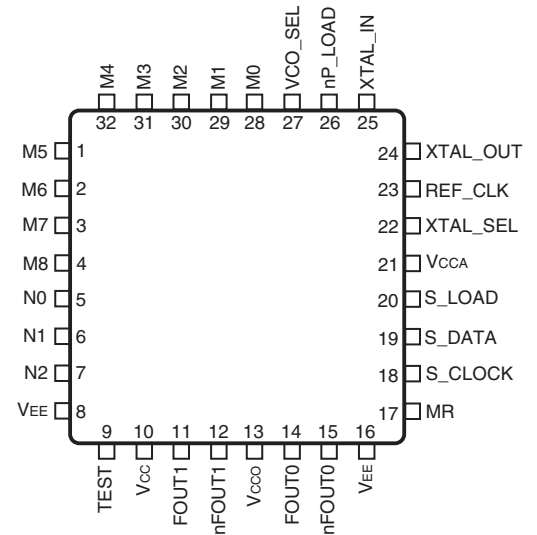 M4 M3 M2 M1 M0 VCO_SEL nP_LOAD XTAL_IN
32 31 30 29 28 27 26 25
M5 1 24 XTAL_OUT
M6 2 23 REF_CLK
M7 3 22 XTAL_SEL
M8 4 21 VCCA
N0 5 20 S_LOAD
N1 6 19 S_DATA
N2 7 18 S_CLOCK
VEE 8 17 MR
9 10 11 12 13 14 15 16
TEST VCC FOUT1 nFOUT1 VCCO FOUT0 nFOUT0 VEE